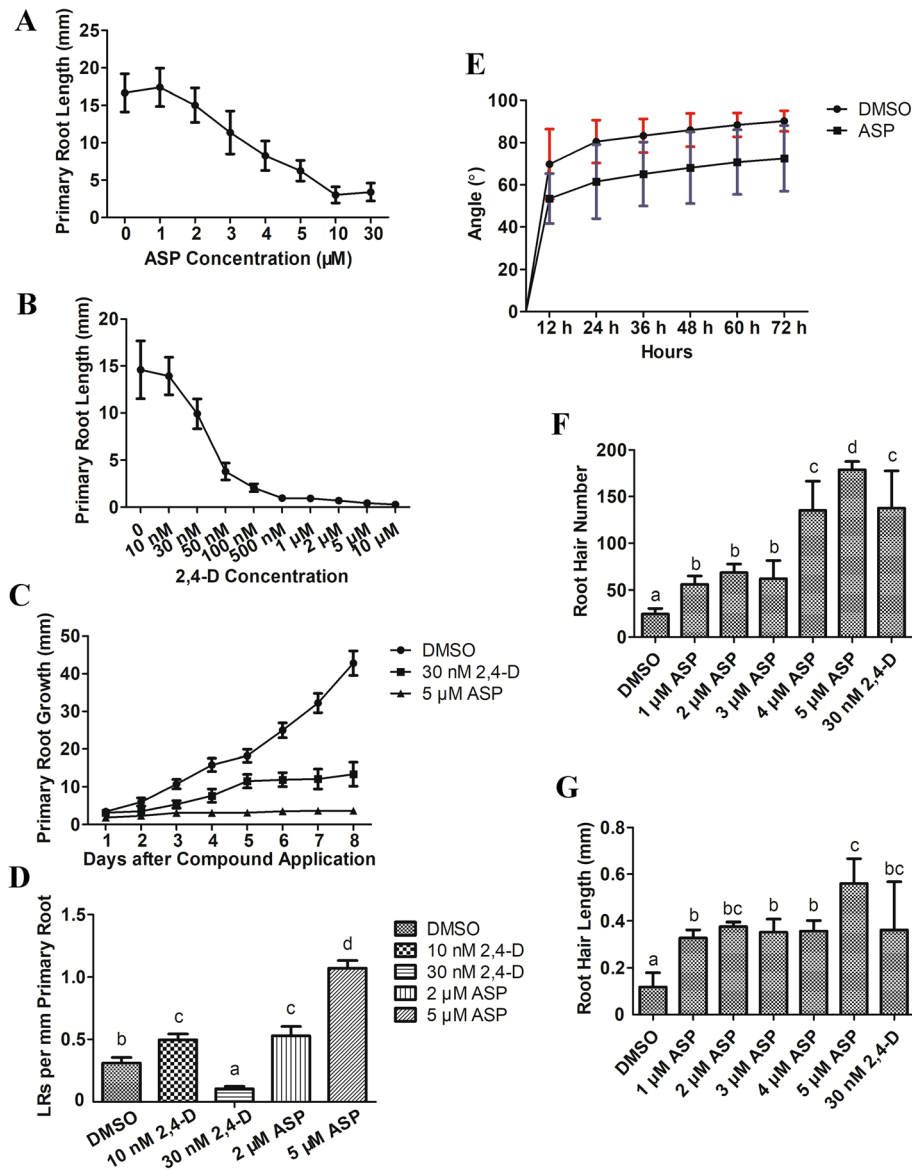 A
Primary Root Length (mm)
25
20
15
10
5
0
0 1 2 3 4 5 10 30
ASP Concentration (µM)
B
Primary Root Length (mm)
20
15
10
5
0
0 10 nM 30 nM 50 nM 100 nM 500 nM 1 µM 2 µM 5 µM 10 µM
2,4-D Concentration
C
Primary Root Growth (mm)
50
40
30
20
10
0
1 2 3 4 5 6 7 8
Days after Compound Application
DMSO
30 nM 2,4-D
5 µM ASP
D
LRs per mm Primary Root
1.5
1.0
0.5
0
b c a c d
DMSO 10 nM 2,4-D 30 nM 2,4-D 2 µM ASP 5 µM ASP
DMSO
10 nM 2,4-D
30 nM 2,4-D
2 µM ASP
5 µM ASP
E
Angle (°)
100
80
60
40
20
0
12 h 24 h 36 h 48 h 60 h 72 h
Hours
DMSO
ASP
F
Root Hair Number
200
150
100
50
0
a b b b c d c
DMSO 1 µM ASP 2 µM ASP 3 µM ASP 4 µM ASP 5 µM ASP 30 nM 2,4-D
G
Root Hair Length (mm)
0.8
0.6
0.4
0.2
0
a b bc b b c bc
DMSO 1 µM ASP 2 µM ASP 3 µM ASP 4 µM ASP 5 µM ASP 30 nM 2,4-D